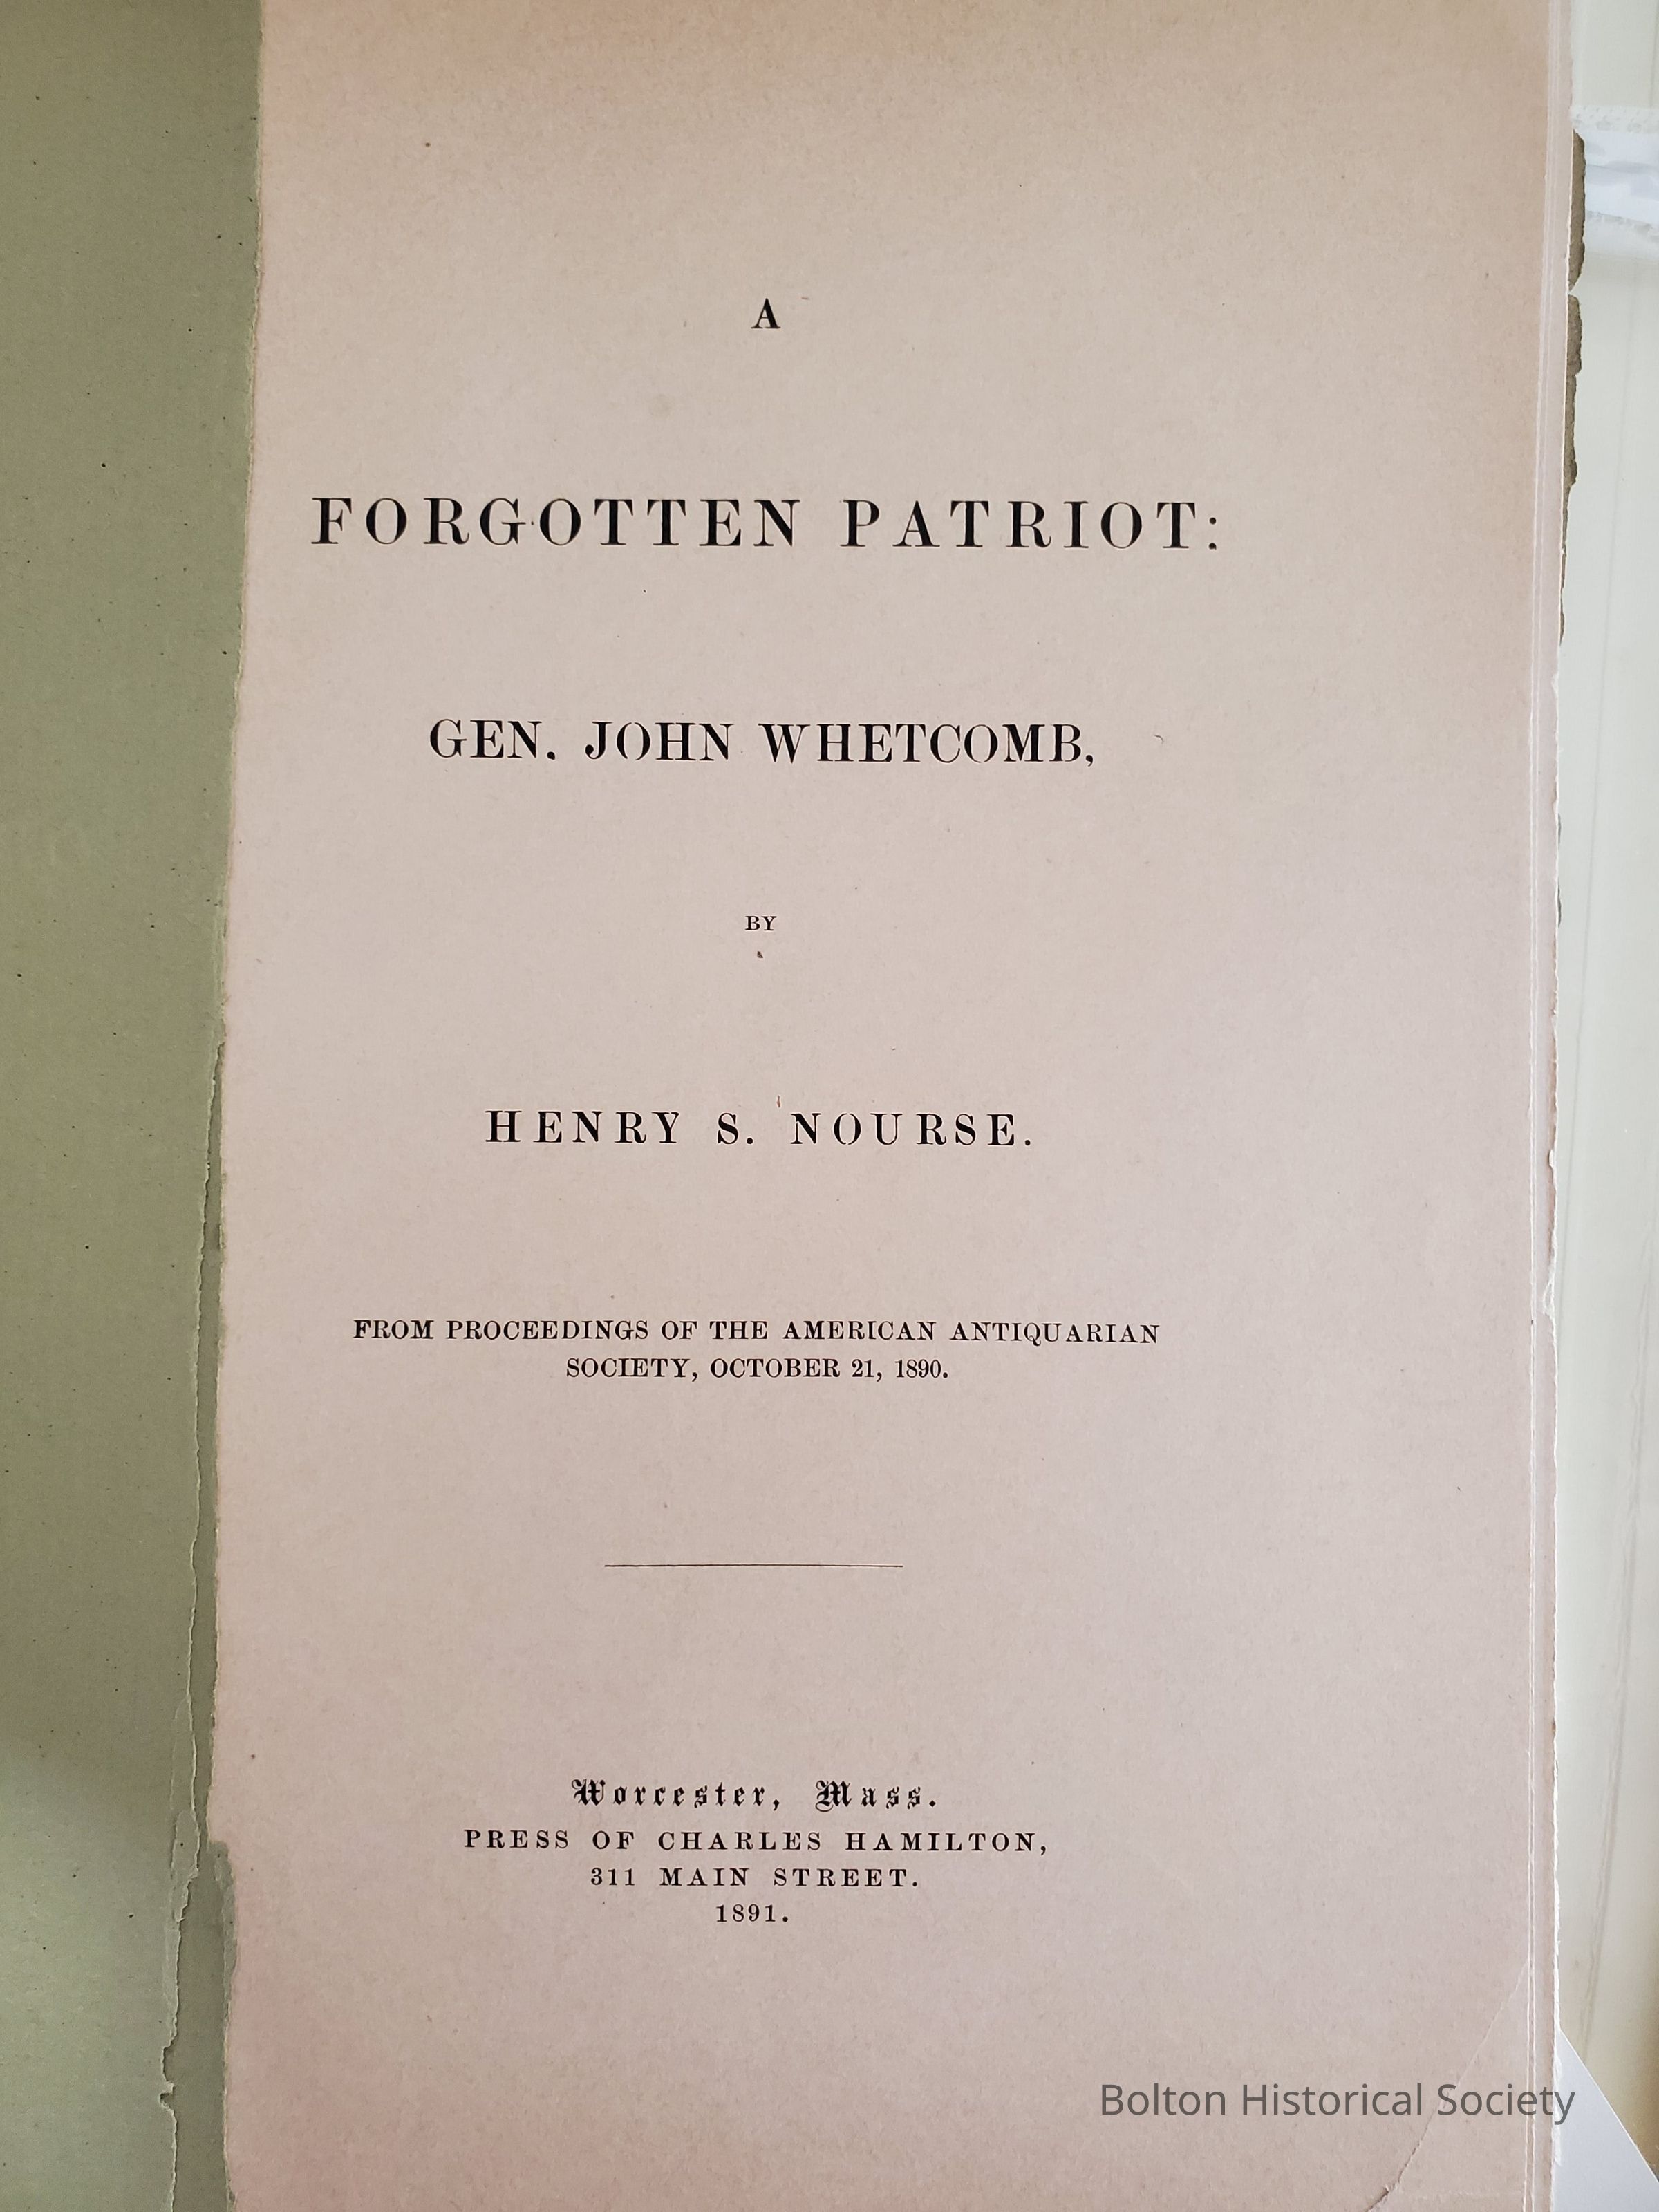 A
FORGOTTEN PATRIOT:
GEN. JOHN WHETCOMB,
BY
HENRY S. NOURSE.
FROM PROCEEDINGS OF THE AMERICAN ANTIQUARIAN
SOCIETY, OCTOBER 21, 1890.
Worcester, Mass.
PRESS OF CHARLES HAMILTON,
311 MAIN STREET.
1891.
Bolton Historical Society